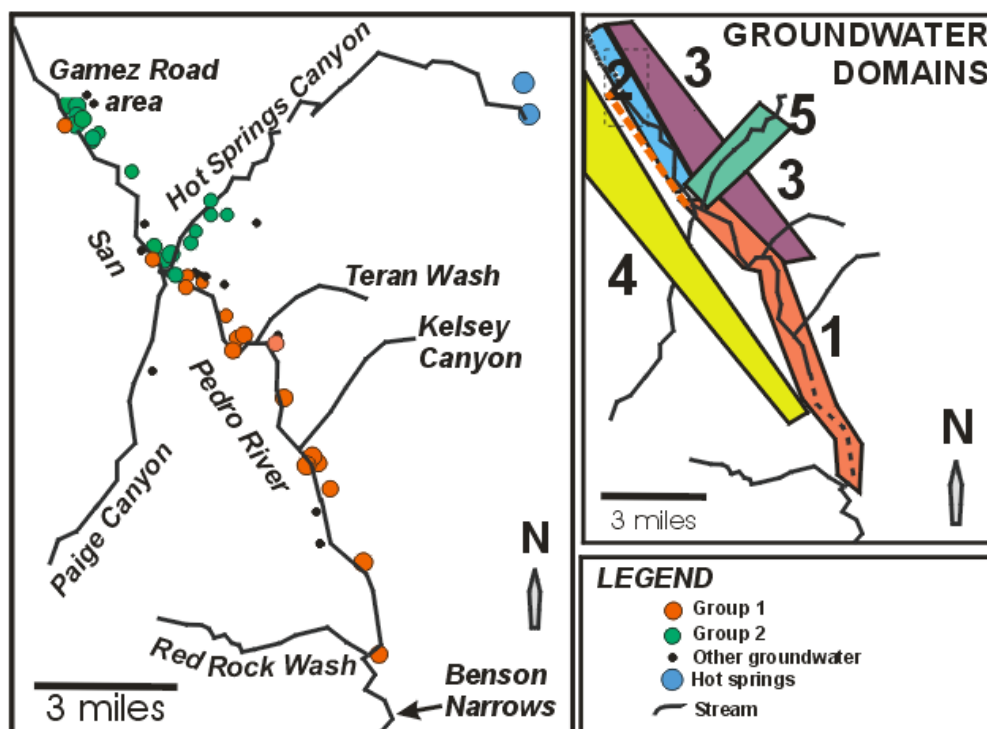 Gamez Road
area
Hot Springs Canyon
San
Teran Wash
Kelsey
Canyon
Pedro River
Paige Canyon
Red Rock Wash
Benson
Narrows
N
3 miles
GROUNDWATER
DOMAINS
2
3
5
3
4
1
N
3 miles
LEGEND
Group 1
Group 2
Other groundwater
Hot springs
Stream